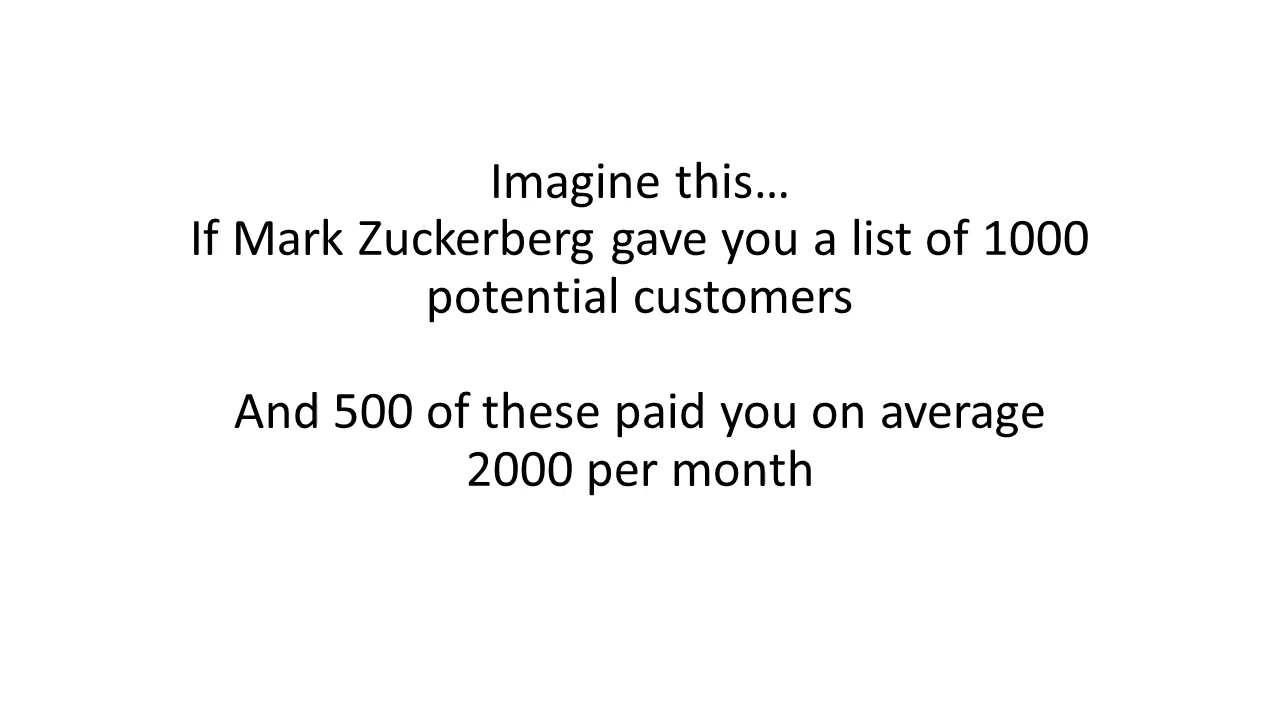 Imagine this…
If Mark Zuckerberg gave you a list of 1000
potential customers
And 500 of these paid you on average
2000 per month